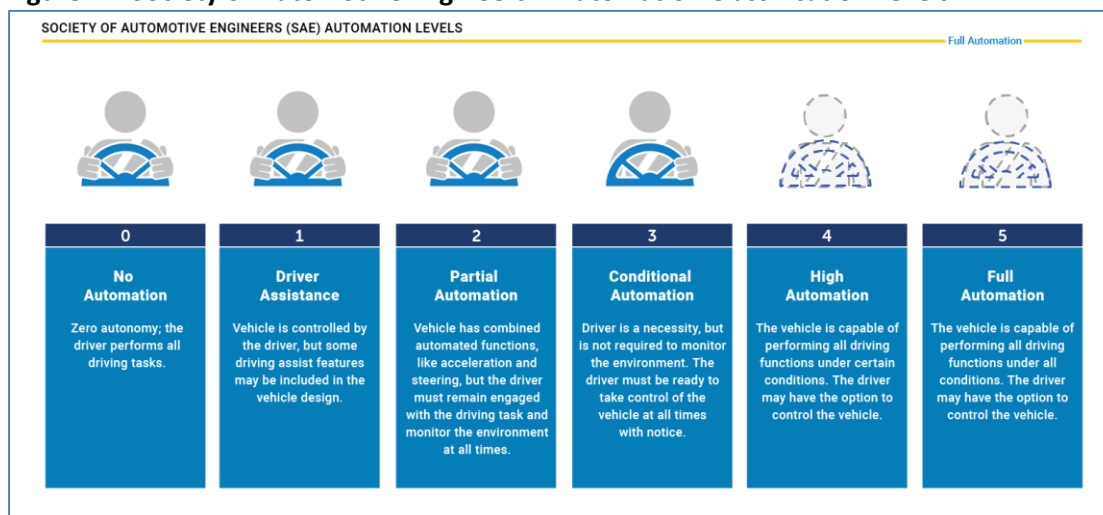 SOCIETY OF AUTOMOTIVE ENGINEERS (SAE) AUTOMATION LEVELS
Full Automation
0
No
Automation
Zero autonomy; the
driver performs all
driving tasks.
1
Driver
Assistance
Vehicle is controlled by
the driver, but some
driving assist features
may be included in the
vehicle design.
2
Partial
Automation
Vehicle has combined
automated functions,
like acceleration and
steering, but the driver
must remain engaged
with the driving task and
monitor the environment
at all times.
3
Conditional
Automation
Driver is a necessity, but
is not required to monitor
the environment. The
driver must be ready to
take control of the
vehicle at all times
with notice.
4
High
Automation
The vehicle is capable of
performing all driving
functions under certain
conditions. The driver
may have the option to
control the vehicle.
5
Full
Automation
The vehicle is capable of
performing all driving
functions under all
conditions. The driver
may have the option to
control the vehicle.